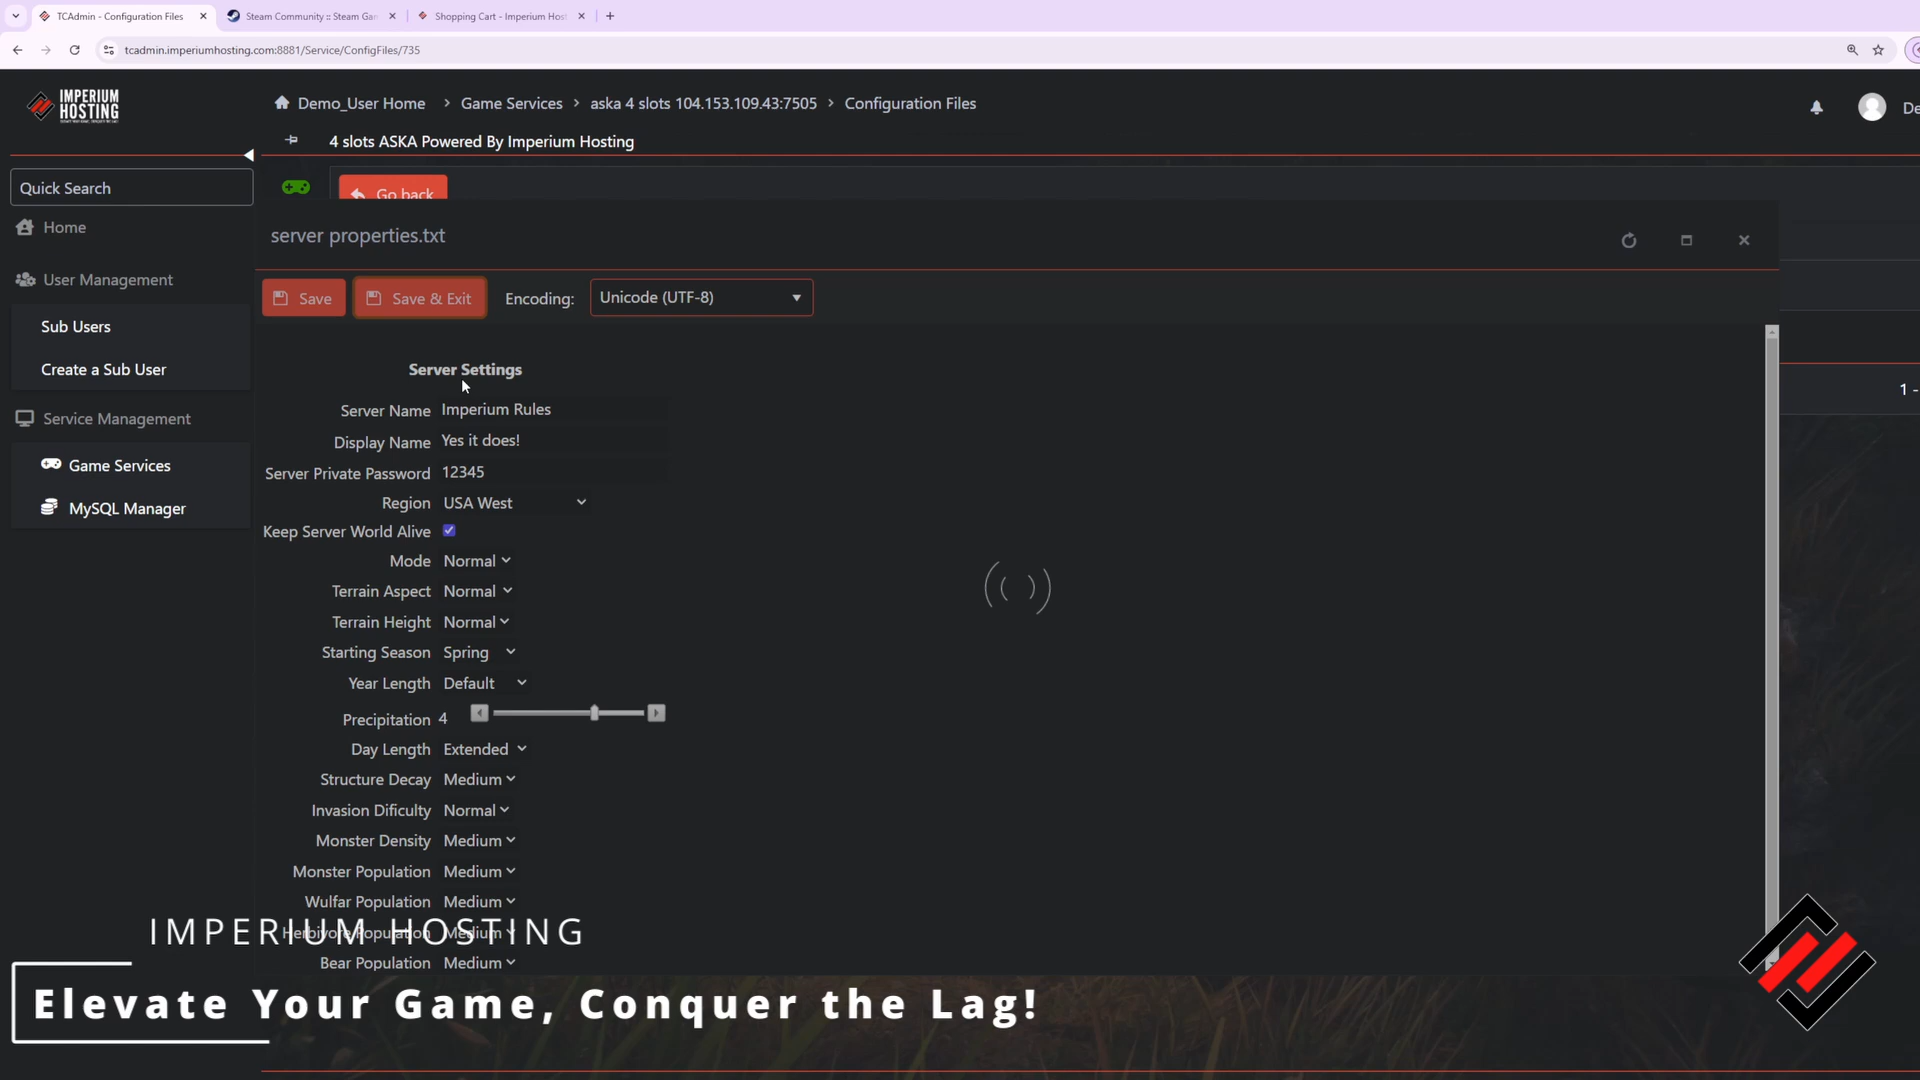 TCAdmin - Configuration Files
Steam Community :: Steam Gam
Shopping Cart - Imperium Host
tcadmin.imperiumhosting.com:8881/Service/ConfigFiles/735
IMPERIUM
HOSTING
Demo_User Home > Game Services > aska 4 slots 104.153.109.43:7505 > Configuration Files
De
4 slots ASKA Powered By Imperium Hosting
Quick Search
Go back
Home
server properties.txt
User Management
Save
Save & Exit
Encoding:
Unicode (UTF-8)
Sub Users
Create a Sub User
Server Settings
1 -
Server Name Imperium Rules
Service Management
Display Name Yes it does!
Game Services
Server Private Password 12345
MySQL Manager
Region USA West
Keep Server World Alive
Mode Normal
Terrain Aspect Normal
Terrain Height Normal
Starting Season Spring
Year Length Default
Precipitation 4
Day Length Extended
Structure Decay Medium
Invasion Dificulty Normal
Monster Density Medium
Monster Population Medium
Wulfar Population Medium
Herbivore Population Medium
IMPERIUM HOSTING
Bear Population Medium
Elevate Your Game, Conquer the Lag!